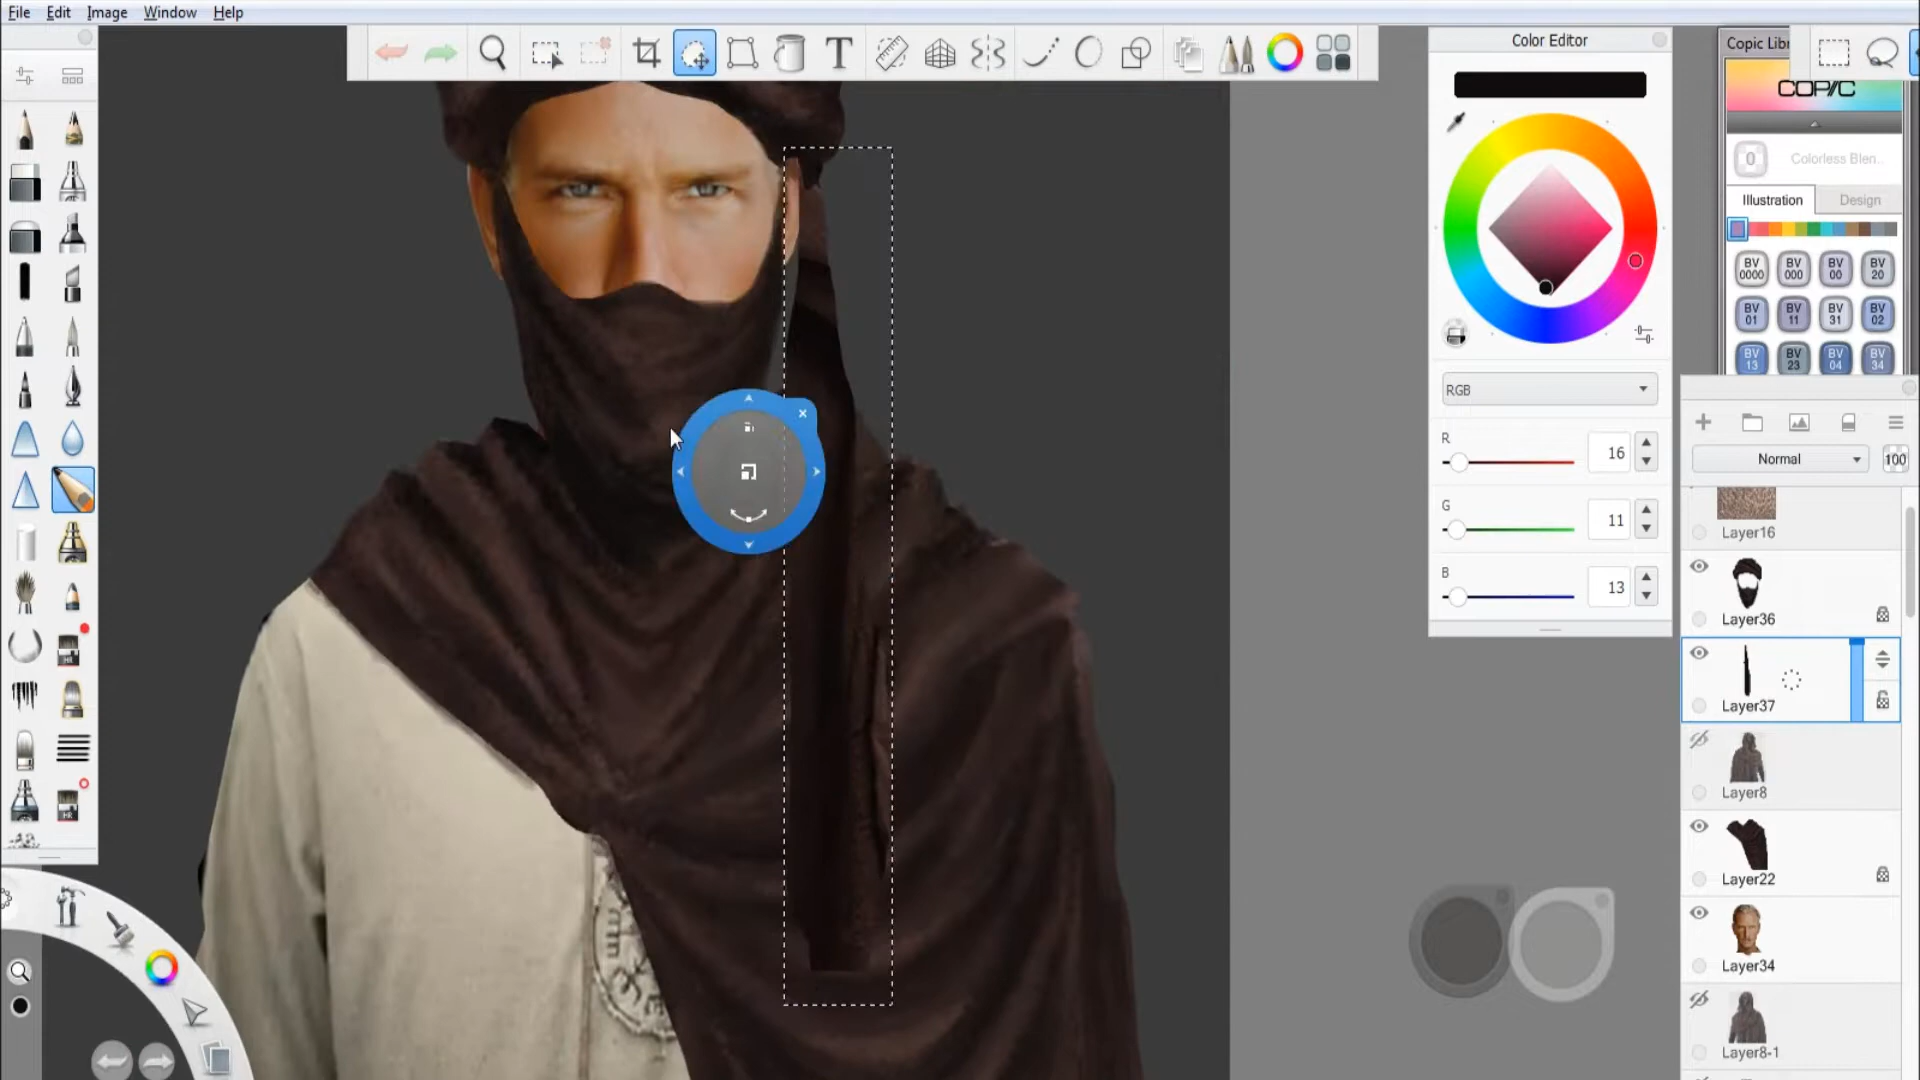 File Edit Image Window Help
T
Color Editor
Copic Libr
COPIC
0 Colorless Blen..
Illustration Design
BV 0000 BV 000 BV 00 BV 20
BV 01 BV 11 BV 31 BV 02
BV 13 BV 23 BV 04 BV 34
RGB
R 16
G 11
B 13
Normal 100
Layer16
Layer36
Layer37
Layer8
Layer22
Layer34
Layer8-1
HR
HR